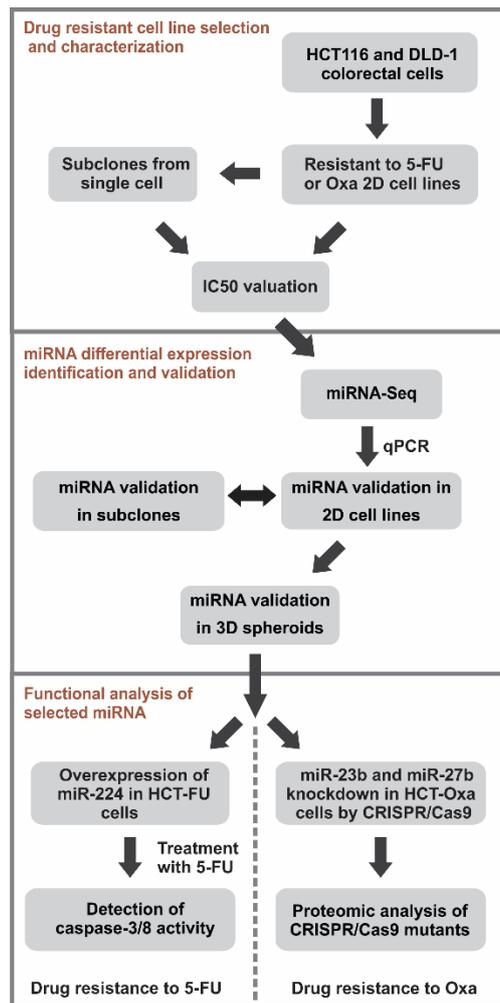 Drug resistant cell line selection
and characterization
HCT116 and DLD-1
colorectal cells
Subclones from
single cell
Resistant to 5-FU
or Oxa 2D cell lines
IC50 valuation
miRNA differential expression
identification and validation
miRNA-Seq
qPCR
miRNA validation
in subclones
miRNA validation in
2D cell lines
miRNA validation
in 3D spheroids
Functional analysis of
selected miRNA
Overexpression of
miR-224 in HCT-FU
cells
Treatment
with 5-FU
Detection of
caspase-3/8 activity
Drug resistance to 5-FU
miR-23b and miR-27b
knockdown in HCT-Oxa
cells by CRISPR/Cas9
Proteomic analysis of
CRISPR/Cas9 mutants
Drug resistance to Oxa